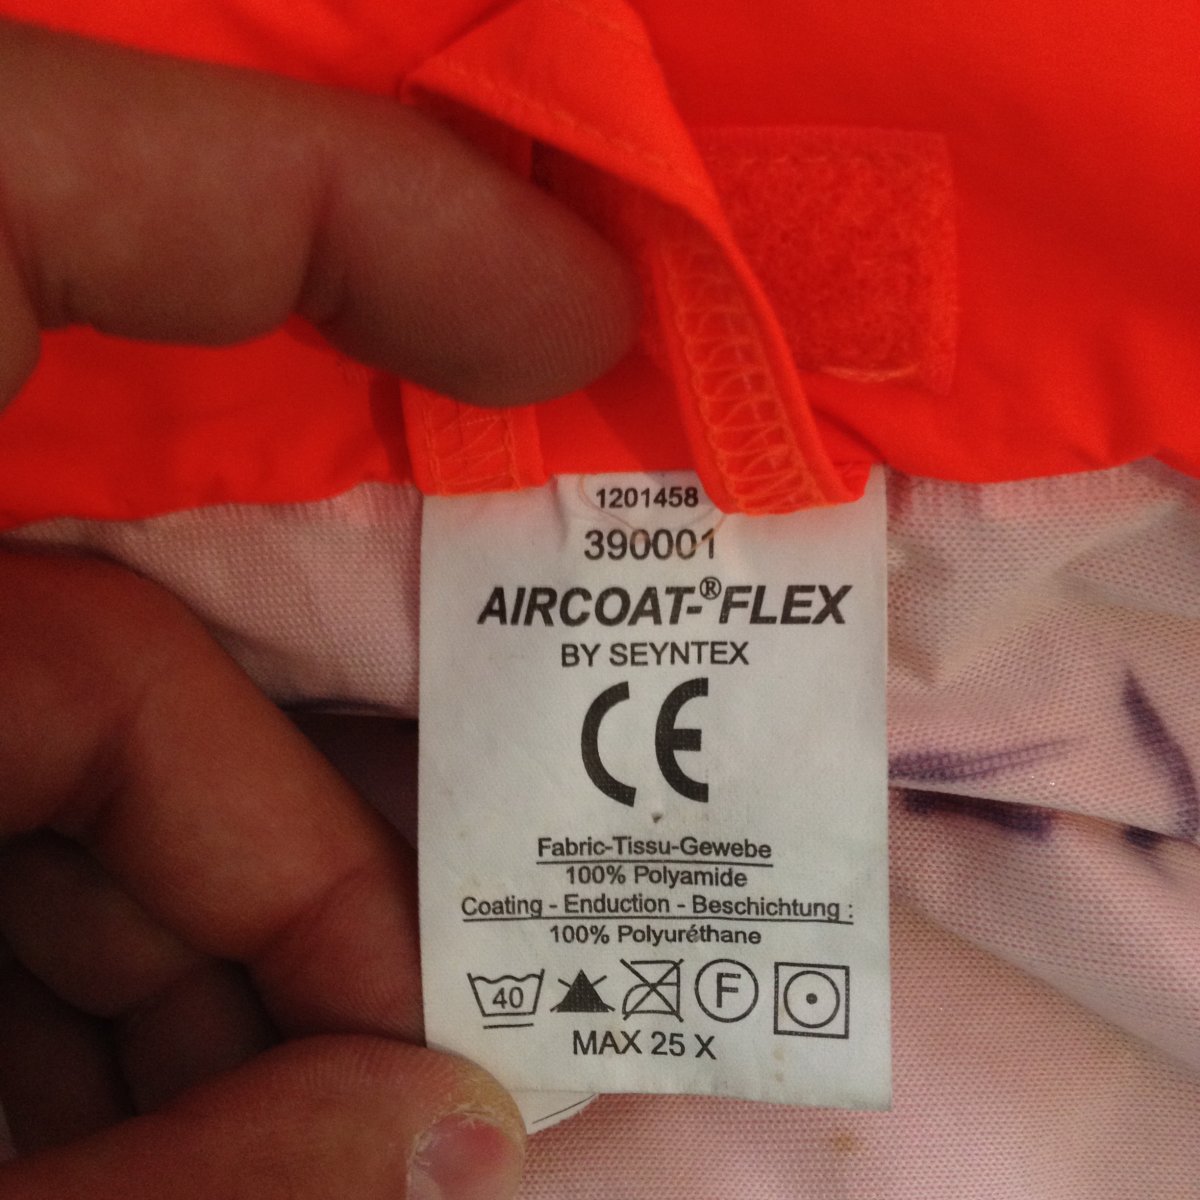 1201458
390001
AIRCOAT-®FLEX
BY SEYNTEX
CE
Fabric-Tissu-Gewebe
100% Polyamide
Coating - Enduction - Beschichtung :
100% Polyuréthane
40 F
MAX 25 X